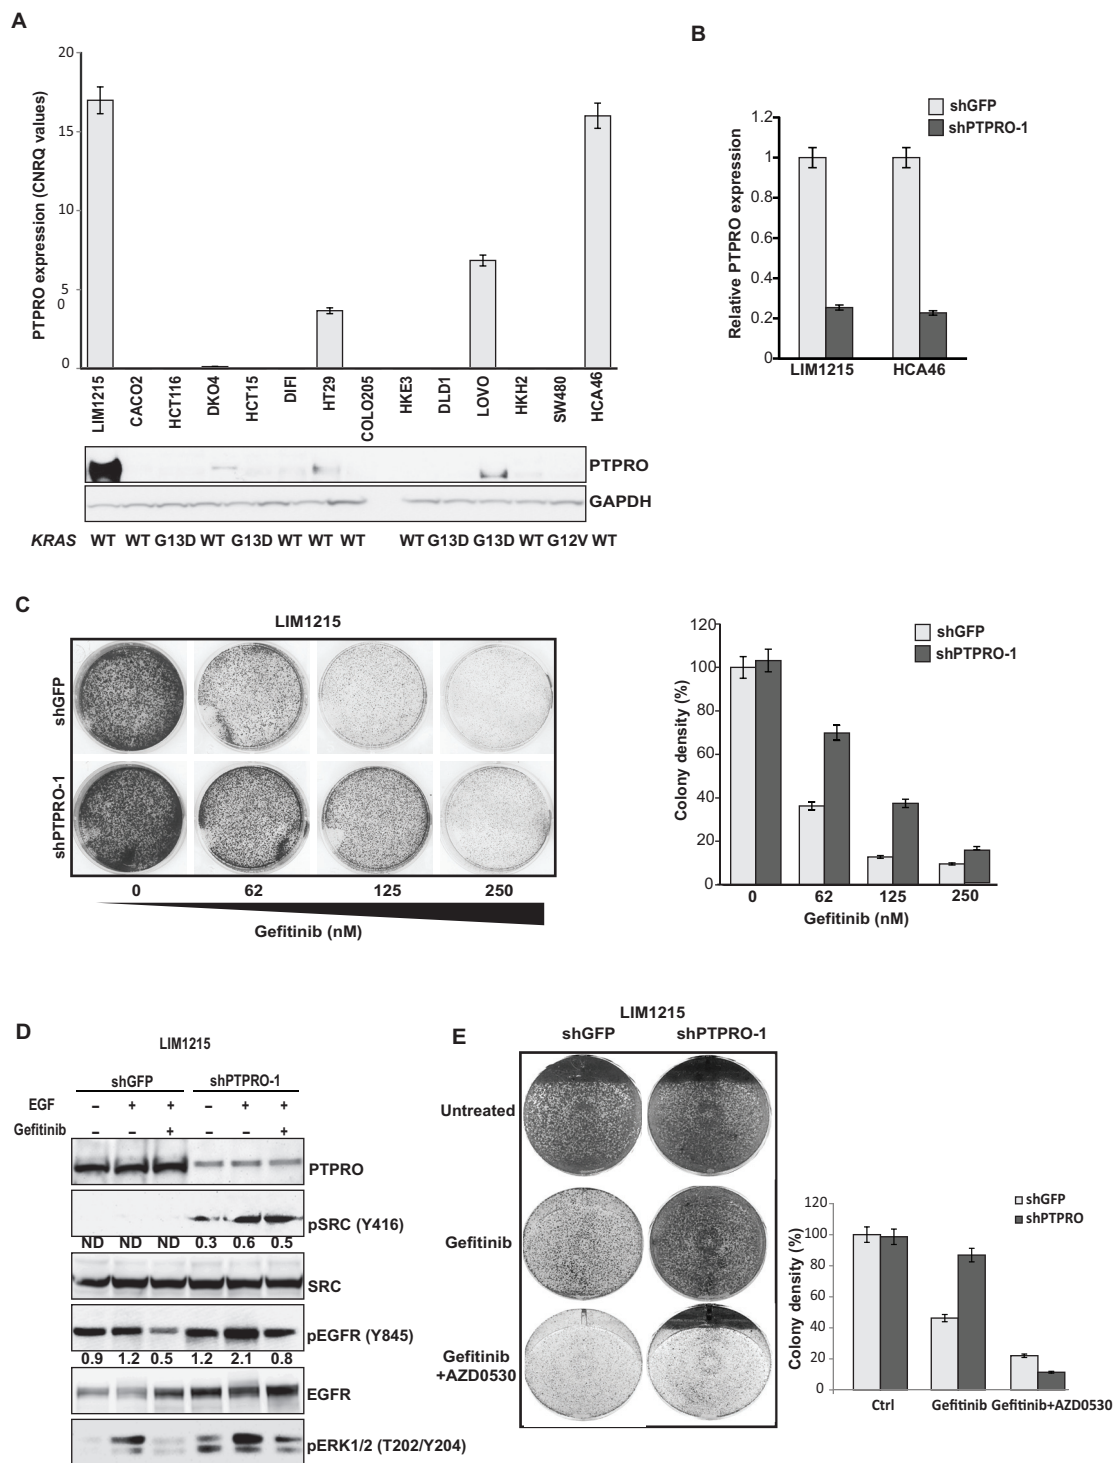 A
PTPRO expression (CNRQ values)
20
15
10
5
0
0
LIM1215 CACO2 HCT116 DKO4 HCT15 DIFI HT29 COLO205 HKE3 DLD1 LOVO HKH2 SW480 HCA46
PTPRO
GAPDH
KRAS WT WT G13D WT G13D WT WT WT WT G13D G13D WT G12V WT
B
shGFP
shPTPRO-1
Relative PTPRO expression
1.2
1
0.8
0.6
0.4
0.2
0
LIM1215 HCA46
C
LIM1215
shGFP
shPTPRO-1
0 62 125 250
Gefitinib (nM)
shGFP
shPTPRO-1
Colony density (%)
120
100
80
60
40
20
0
0 62 125 250
Gefitinib (nM)
D
LIM1215
shGFP shPTPRO-1
EGF – + + – + +
Gefitinib – – + – – +
PTPRO
pSRC (Y416)
ND ND ND 0.3 0.6 0.5
SRC
pEGFR (Y845)
0.9 1.2 0.5 1.2 2.1 0.8
EGFR
pERK1/2 (T202/Y204)
E
LIM1215
shGFP shPTPRO-1
Untreated
Gefitinib
Gefitinib
+AZD0530
shGFP
shPTPRO
Colony density (%)
120
100
80
60
40
20
0
Ctrl Gefitinib Gefitinib+AZD0530